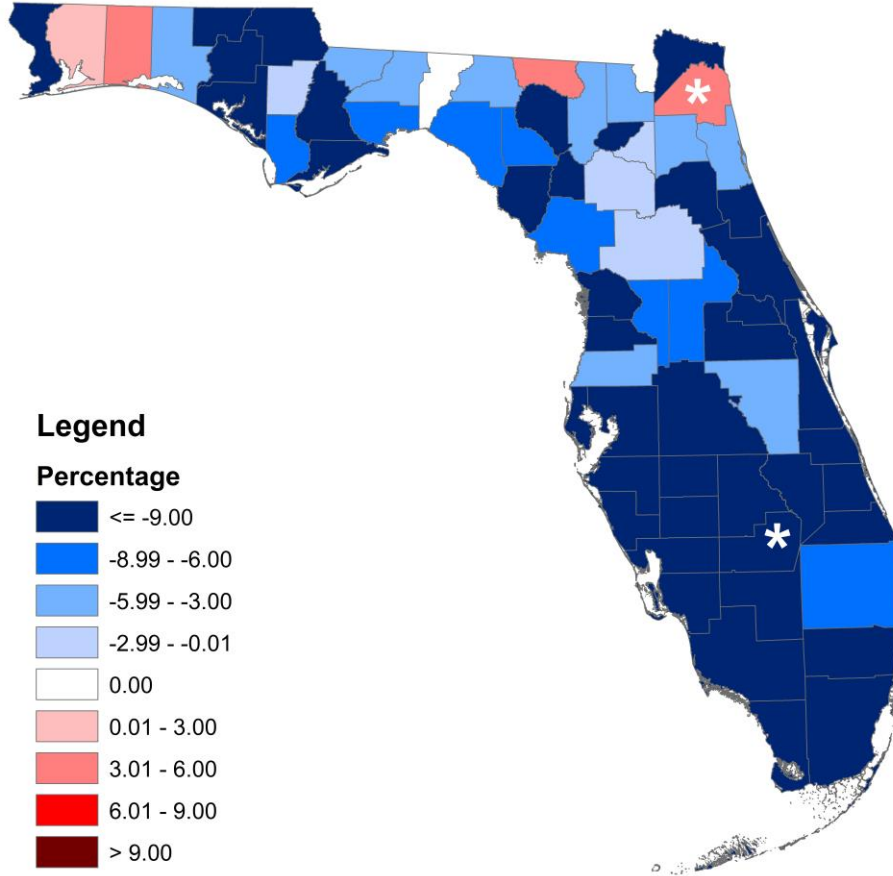 *
*
Legend
Percentage
<= -9.00
-8.99 - -6.00
-5.99 - -3.00
-2.99 - -0.01
0.00
0.01 - 3.00
3.01 - 6.00
6.01 - 9.00
> 9.00